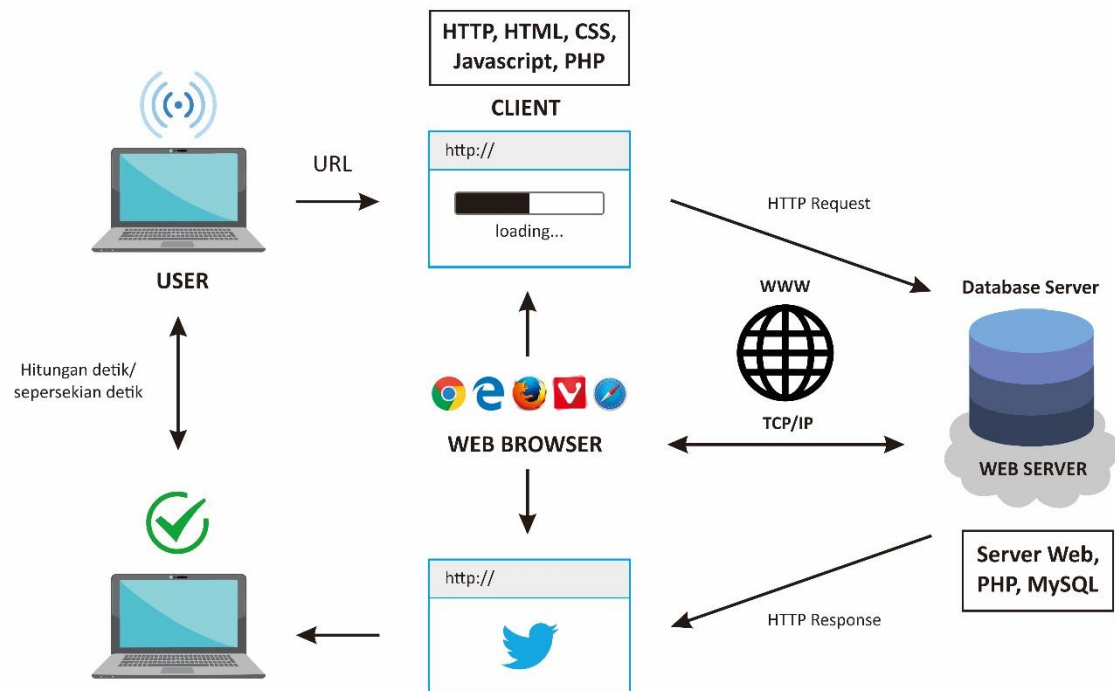 HTTP, HTML, CSS,
Javascript, PHP
CLIENT
http://
loading...
URL
USER
HTTP Request
Database Server
WWW
TCP/IP
Hitungan detik/
sepersekian detik
WEB BROWSER
WEB SERVER
Server Web,
PHP, MySQL
http://
HTTP Response